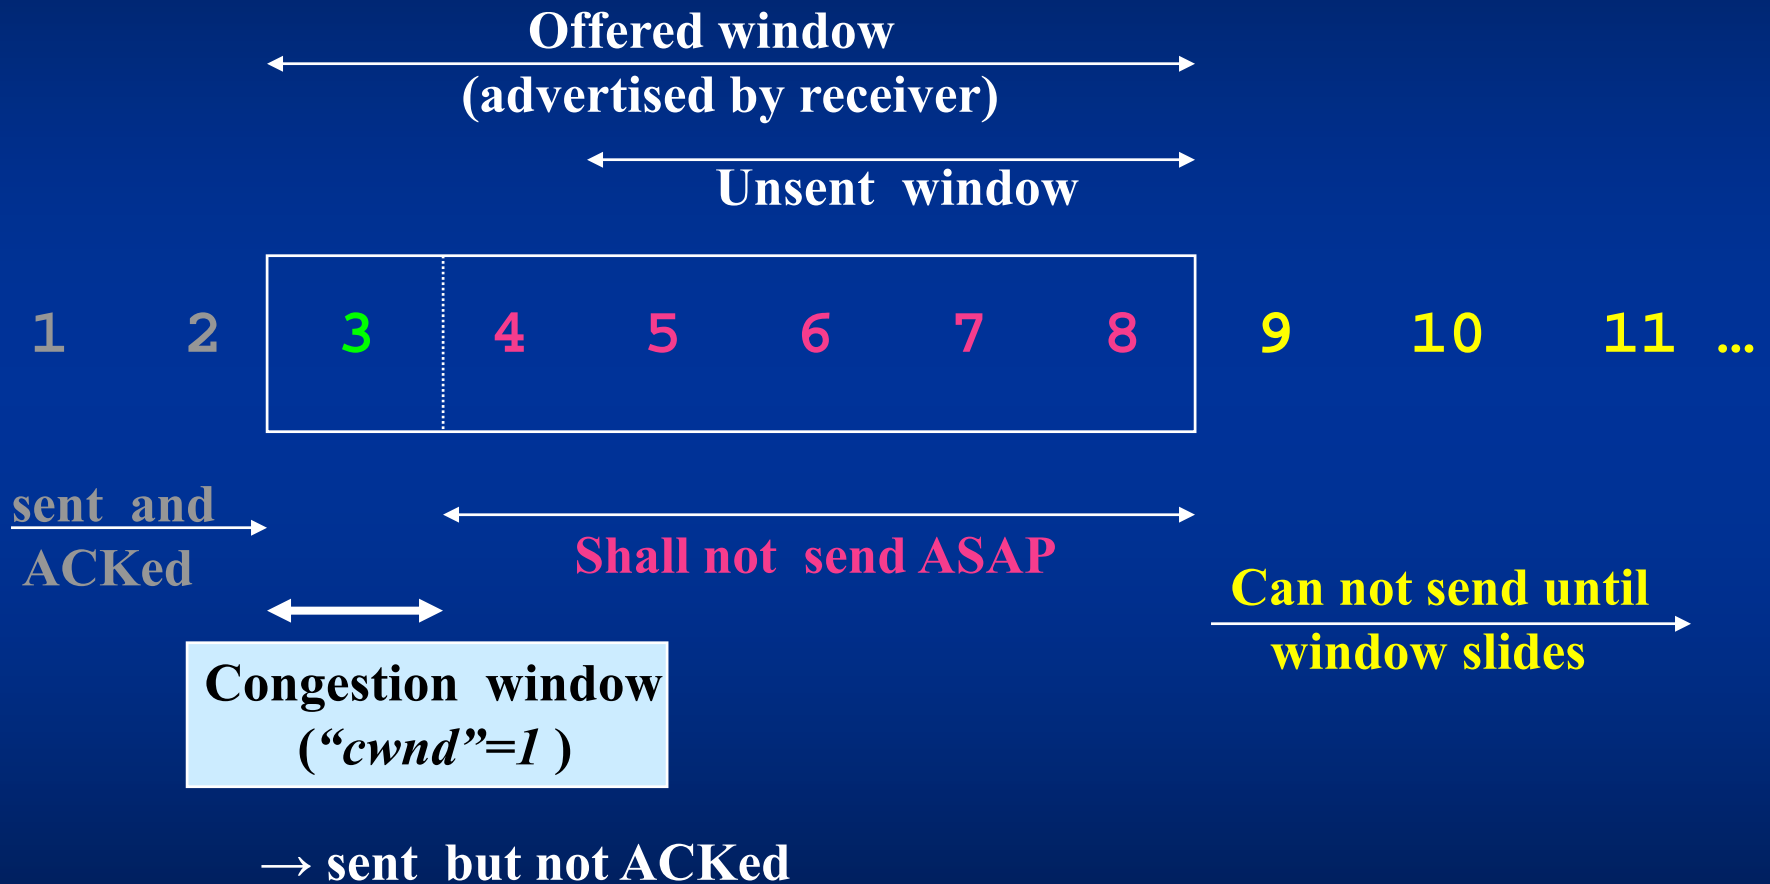 Offered window
(advertised by receiver)
Unsent window
1 2 3 4 5 6 7 8 9 10 11 …
sent and
ACKed
Shall not send ASAP
Can not send until
window slides
Congestion window
(“cwnd”=1 )
→ sent but not ACKed